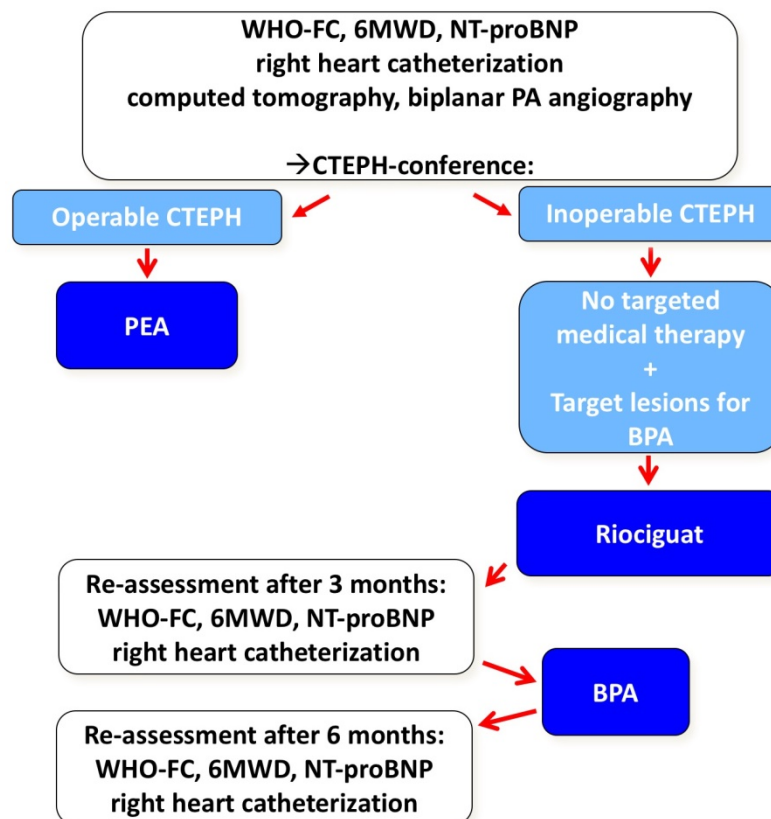 WHO-FC, 6MWD, NT-proBNP
right heart catheterization
computed tomography, biplanar PA angiography
→CTEPH-conference:
Operable CTEPH
Inoperable CTEPH
PEA
No targeted
medical therapy
+
Target lesions for
BPA
Riociguat
Re-assessment after 3 months:
WHO-FC, 6MWD, NT-proBNP
right heart catheterization
BPA
Re-assessment after 6 months:
WHO-FC, 6MWD, NT-proBNP
right heart catheterization